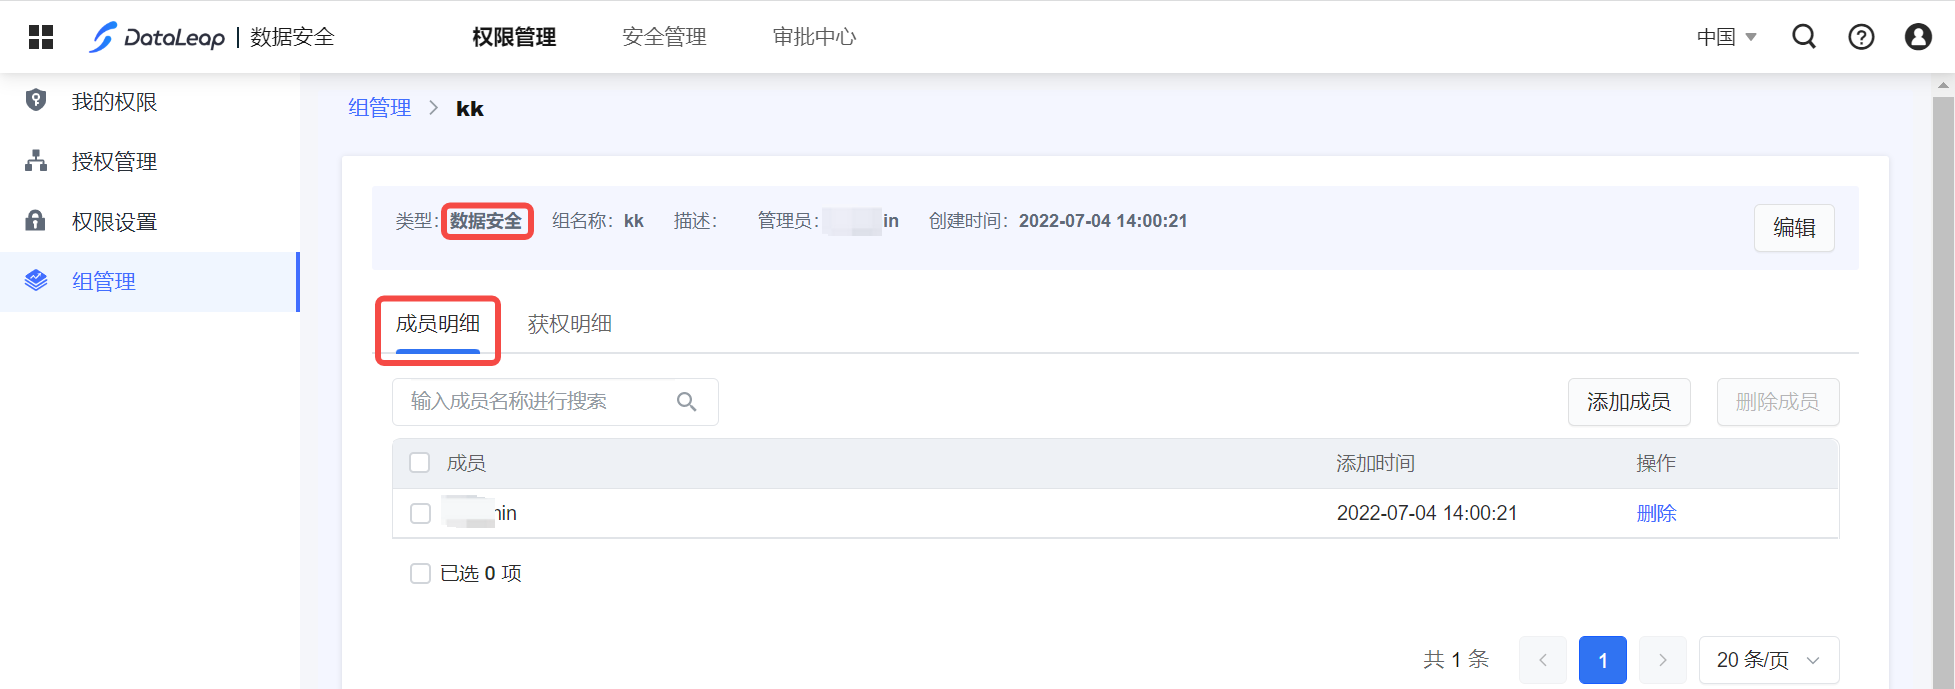 DataLeap | 数据安全 权限管理 安全管理 审批中心 中国
我的权限
授权管理
权限设置
组管理
组管理 > kk
类型: 数据安全 组名称: kk 描述: 管理员: in 创建时间: 2022-07-04 14:00:21 编辑
成员明细 获权明细
输入成员名称进行搜索 添加成员 删除成员
成员 添加时间 操作
in 2022-07-04 14:00:21 删除
已选 0 项
共 1 条 < 1 > 20 条/页